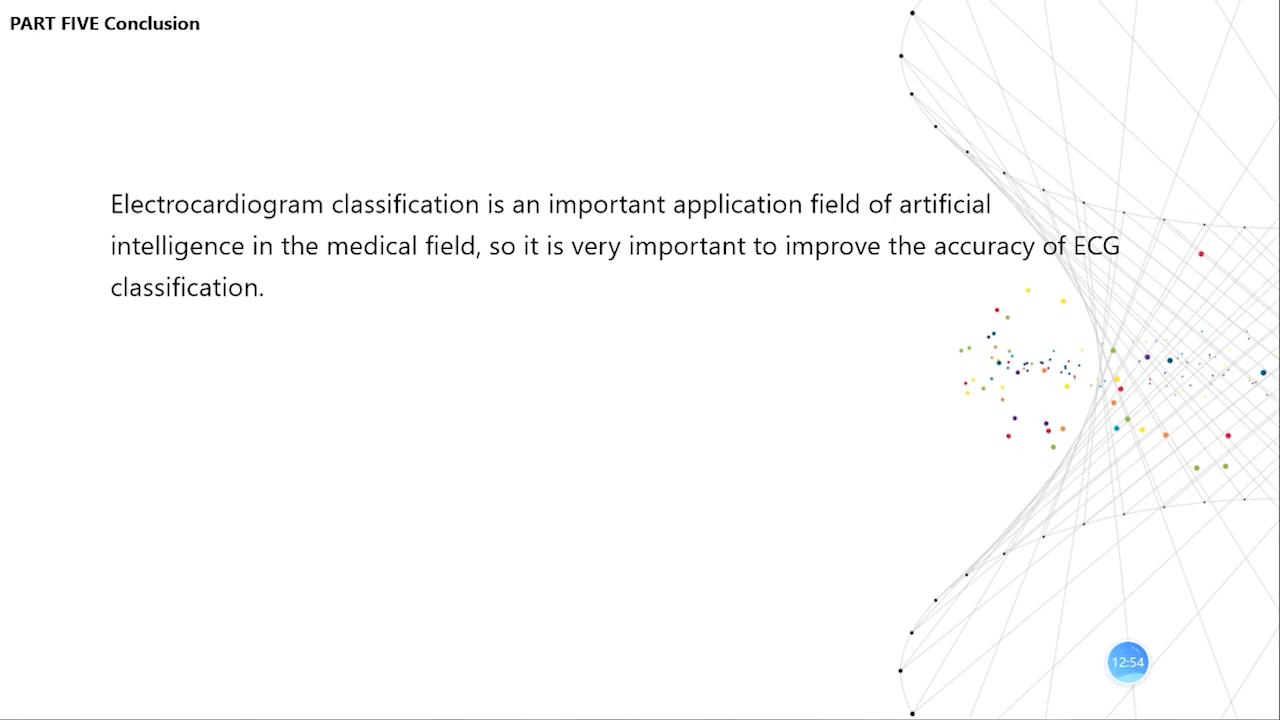 PART FIVE Conclusion
Electrocardiogram classification is an important application field of artificial
intelligence in the medical field, so it is very important to improve the accuracy of ECG
classification.
12:54